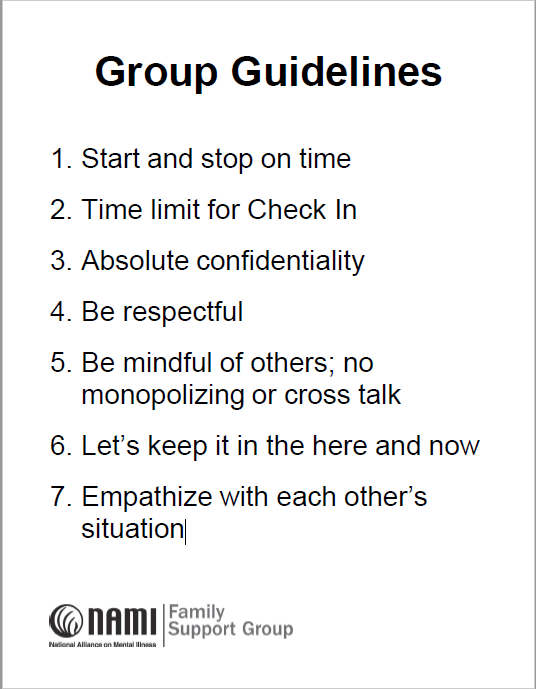 Group Guidelines
1. Start and stop on time
2. Time limit for Check In
3. Absolute confidentiality
4. Be respectful
5. Be mindful of others; no
monopolizing or cross talk
6. Let’s keep it in the here and now
7. Empathize with each other’s
situation
nami Family
Support Group
National Alliance on Mental Illness